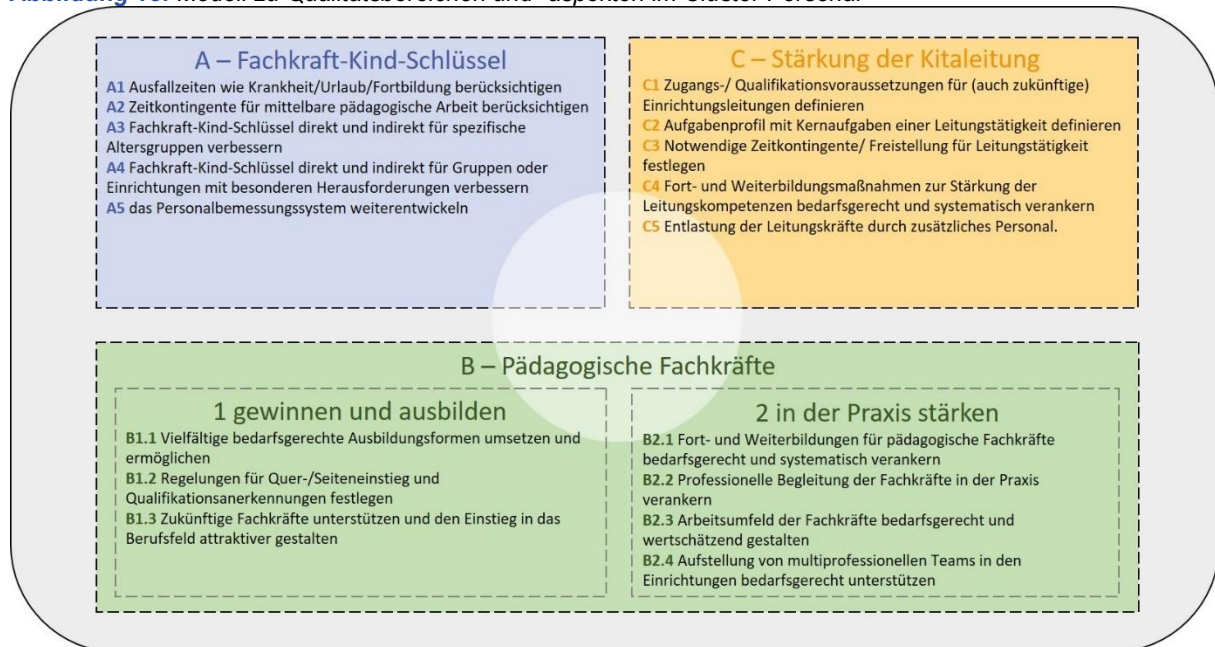 Abbildung 10: Modell zu Qualitätsbereichen und -aspekten im Cluster Personal
A – Fachkraft-Kind-Schlüssel
A1 Ausfallzeiten wie Krankheit/Urlaub/Fortbildung berücksichtigen
A2 Zeitkontingente für mittelbare pädagogische Arbeit berücksichtigen
A3 Fachkraft-Kind-Schlüssel direkt und indirekt für spezifische
Altersgruppen verbessern
A4 Fachkraft-Kind-Schlüssel direkt und indirekt für Gruppen oder
Einrichtungen mit besonderen Herausforderungen verbessern
A5 das Personalbemessungssystem weiterentwickeln
C – Stärkung der Kitaleitung
C1 Zugangs-/ Qualifikationsvoraussetzungen für (auch zukünftige)
Einrichtungsleitungen definieren
C2 Aufgabenprofil mit Kernaufgaben einer Leitungstätigkeit definieren
C3 Notwendige Zeitkontingente/ Freistellung für Leitungstätigkeit
festlegen
C4 Fort- und Weiterbildungsmaßnahmen zur Stärkung der
Leitungskompetenzen bedarfsgerecht und systematisch verankern
C5 Entlastung der Leitungskräfte durch zusätzliches Personal.
B – Pädagogische Fachkräfte
1 gewinnen und ausbilden
B1.1 Vielfältige bedarfsgerechte Ausbildungsformen umsetzen und
ermöglichen
B1.2 Regelungen für Quer-/Seiteneinstieg und
Qualifikationsanerkennungen festlegen
B1.3 Zukünftige Fachkräfte unterstützen und den Einstieg in das
Berufsfeld attraktiver gestalten
2 in der Praxis stärken
B2.1 Fort- und Weiterbildungen für pädagogische Fachkräfte
bedarfsgerecht und systematisch verankern
B2.2 Professionelle Begleitung der Fachkräfte in der Praxis
verankern
B2.3 Arbeitsumfeld der Fachkräfte bedarfsgerecht und
wertschätzend gestalten
B2.4 Aufstellung von multiprofessionellen Teams in den
Einrichtungen bedarfsgerecht unterstützen